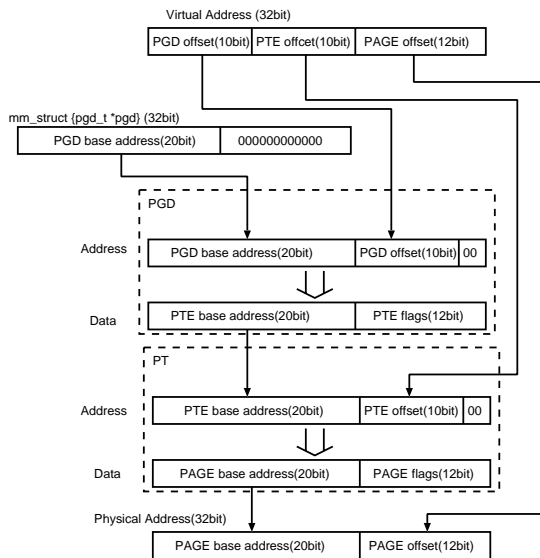 Virtual Address (32bit)
PGD offset(10bit) PTE offcet(10bit) PAGE offset(12bit)
mm_struct {pgd_t *pgd} (32bit)
PGD base address(20bit) 000000000000
PGD
Address PGD base address(20bit) PGD offset(10bit) 00
Data PTE base address(20bit) PTE flags(12bit)
PT
Address PTE base address(20bit) PTE offset(10bit) 00
Data PAGE base address(20bit) PAGE flags(12bit)
Physical Address(32bit)
PAGE base address(20bit) PAGE offset(12bit)